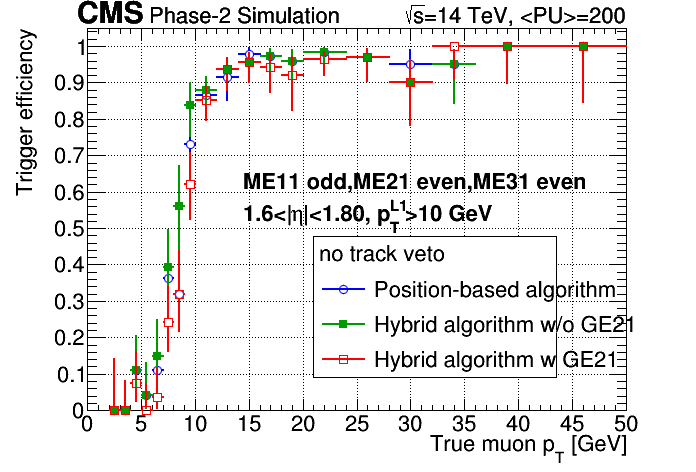 CMS Phase-2 Simulation √s=14 TeV, <PU>=200
Trigger efficiency
1
0.9
0.8
0.7
0.6
0.5
0.4
0.3
0.2
0.1
0
ME11 odd,ME21 even,ME31 even
1.6<|η|<1.80, p_T^L1>10 GeV
no track veto
Position-based algorithm
Hybrid algorithm w/o GE21
Hybrid algorithm w GE21
0 5 10 15 20 25 30 35 40 45 50
True muon p_T [GeV]